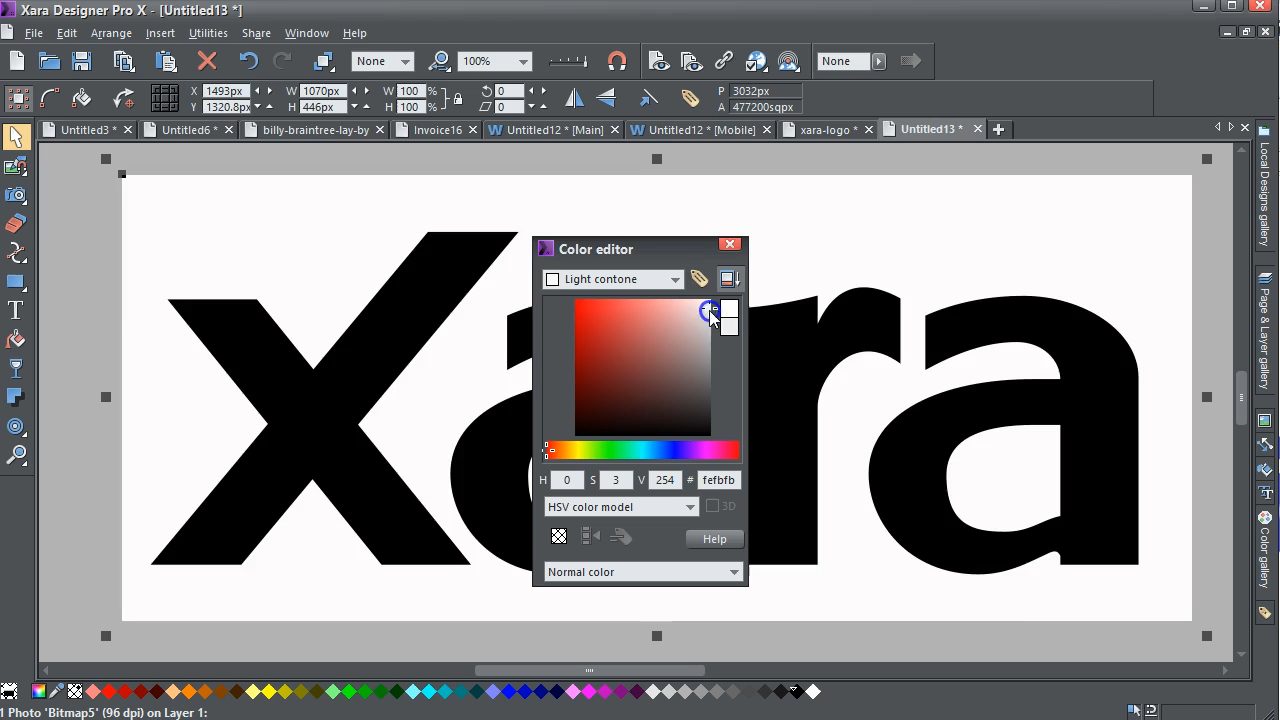 Xara Designer Pro X - [Untitled13 *]
File Edit Arrange Insert Utilities Share Window Help
None 100% None
X 1493px W 1070px W 100 % 0 P 3032px
Y 1320.8px H 446px H 100 % 0 A 477200sqpx
Untitled3 * Untitled6 * billy-braintree-lay-by Invoice16 Untitled12 * [Main] Untitled12 * [Mobile] xara-logo * Untitled13 *
Xara
Color editor
Light contone
H 0 S 3 V 254 # fefbfb
HSV color model 3D
Help
Normal color
Local Designs gallery
Page & Layer gallery
Color gallery
1 Photo 'Bitmap5' (96 dpi) on Layer 1: